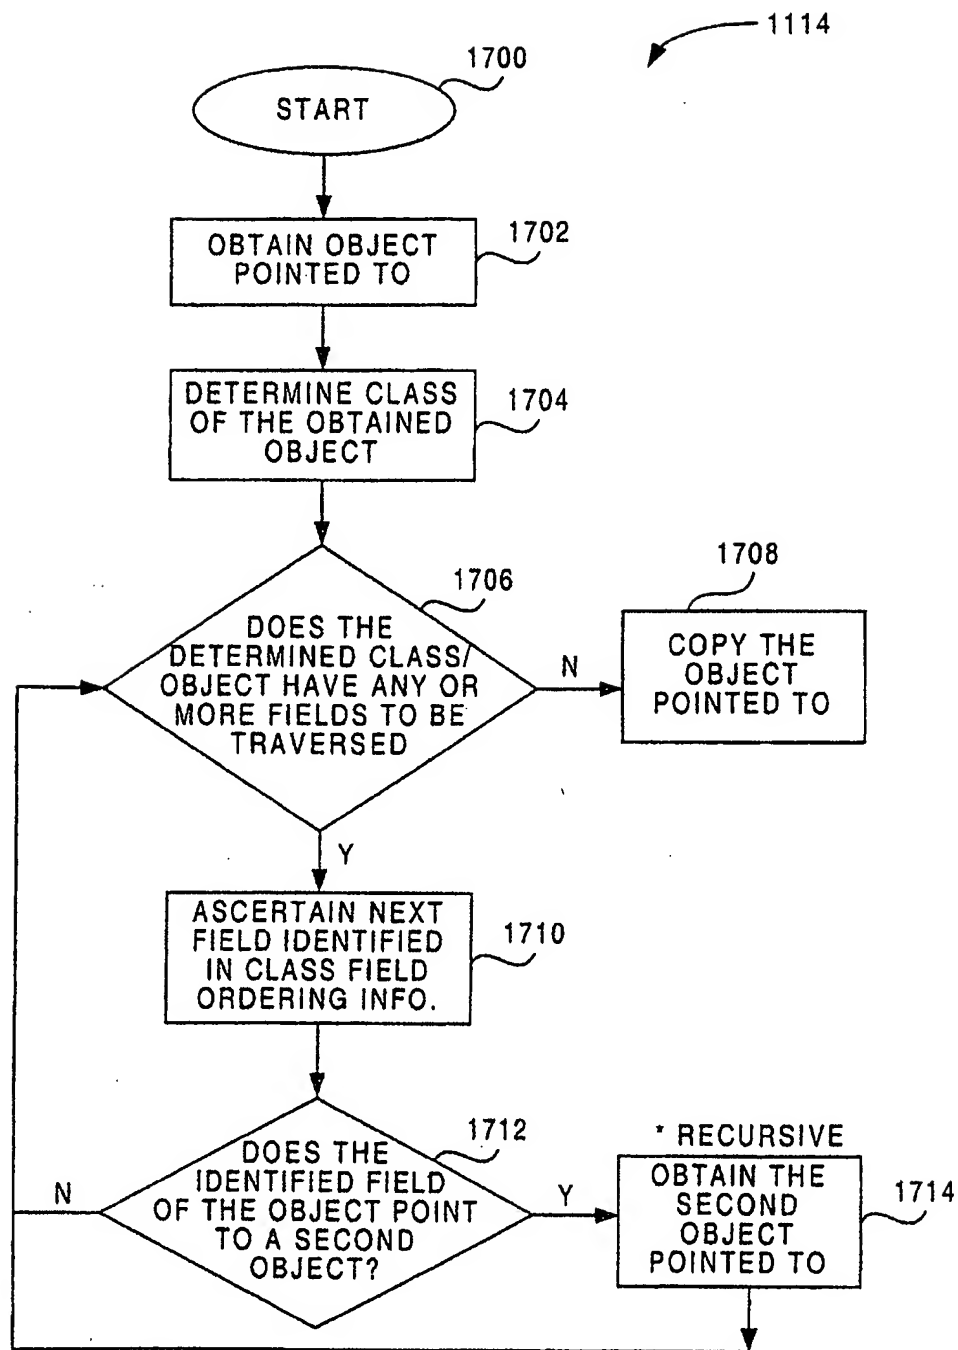 1114
1700
START
1702
OBTAIN OBJECT
POINTED TO
1704
DETERMINE CLASS
OF THE OBTAINED
OBJECT
1706
DOES THE
DETERMINED CLASS/
OBJECT HAVE ANY OR
MORE FIELDS TO BE
TRAVERSED
N
1708
COPY THE
OBJECT
POINTED TO
Y
ASCERTAIN NEXT
FIELD IDENTIFIED
IN CLASS FIELD
ORDERING INFO.
1710
1712
DOES THE
IDENTIFIED FIELD
OF THE OBJECT POINT
TO A SECOND
OBJECT?
N
Y
* RECURSIVE
OBTAIN THE
SECOND
OBJECT
POINTED TO
1714